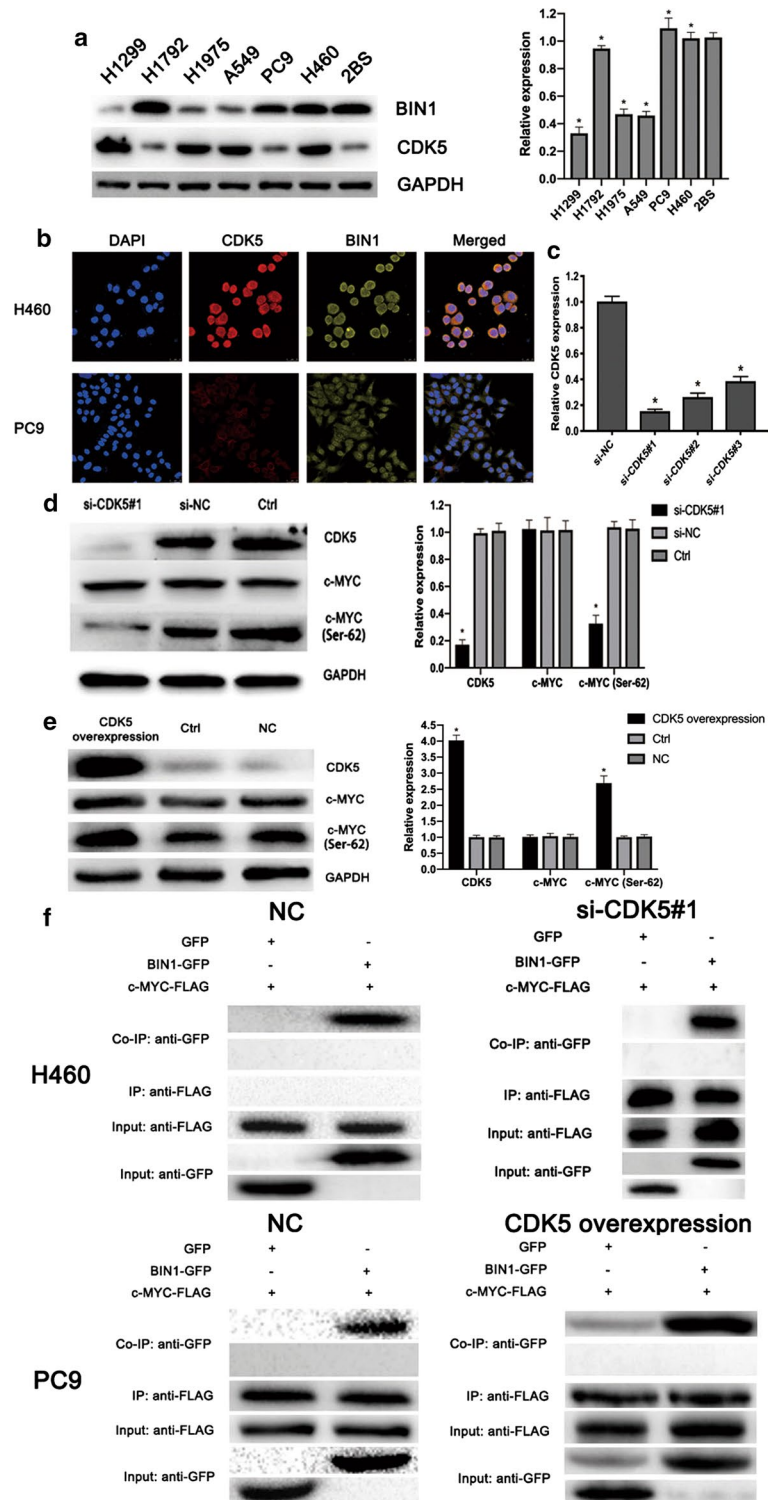 a
H1299 H1792 H1975 A549 PC9 H460 2BS
BIN1
CDK5
GAPDH
Relative expression
1.2
1.0
0.8
0.6
0.4
0.2
0.0
* * * * * *
H1299 H1792 H1975 A549 PC9 H460 2BS
b
DAPI CDK5 BIN1 Merged
H460
PC9
c
Relative CDK5 expression
1.2
1.0
0.8
0.6
0.4
0.2
0.0
* * *
si-NC si-CDK5#1 si-CDK5#2 si-CDK5#3
d
si-CDK5#1 si-NC Ctrl
CDK5
c-MYC
c-MYC
(Ser-62)
GAPDH
Relative expression
1.2
1.0
0.8
0.6
0.4
0.2
0.0
* *
CDK5 c-MYC c-MYC (Ser-62)
si-CDK5#1
si-NC
Ctrl
e
CDK5
overexpression Ctrl NC
CDK5
c-MYC
c-MYC
(Ser-62)
GAPDH
Relative expression
4.5
4.0
3.5
3.0
2.5
2.0
1.5
1.0
0.5
0.0
* *
CDK5 c-MYC c-MYC (Ser-62)
CDK5 overexpression
Ctrl
NC
f
H460
NC
GFP + -
BIN1-GFP - +
c-MYC-FLAG + +
Co-IP: anti-GFP
IP: anti-FLAG
Input: anti-FLAG
Input: anti-GFP
si-CDK5#1
GFP + -
BIN1-GFP - +
c-MYC-FLAG + +
Co-IP: anti-GFP
IP: anti-FLAG
Input: anti-FLAG
Input: anti-GFP
PC9
NC
GFP + -
BIN1-GFP - +
c-MYC-FLAG + +
Co-IP: anti-GFP
IP: anti-FLAG
Input: anti-FLAG
Input: anti-GFP
CDK5 overexpression
GFP + -
BIN1-GFP - +
c-MYC-FLAG + +
Co-IP: anti-GFP
IP: anti-FLAG
Input: anti-FLAG
Input: anti-GFP